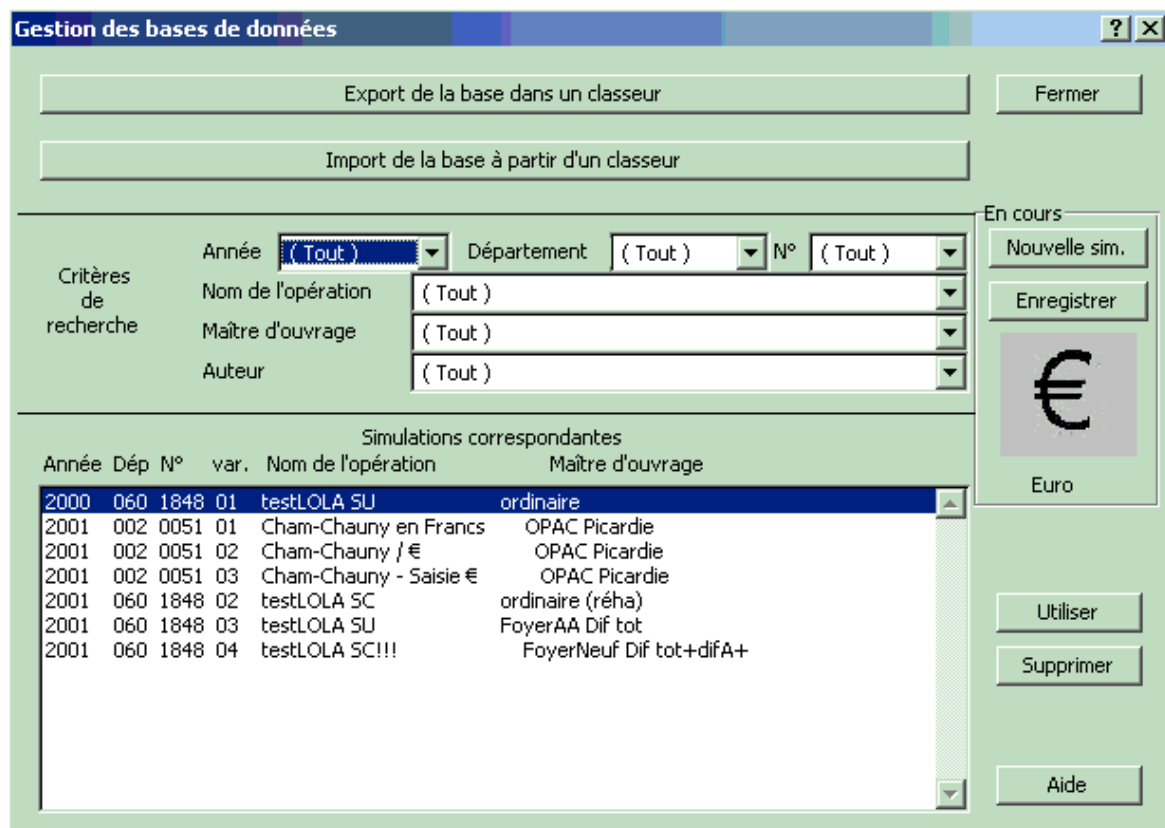 Gestion des bases de données
Export de la base dans un classeur
Fermer
Import de la base à partir d'un classeur
En cours
Année ( Tout ) Département ( Tout ) N° ( Tout )
Nouvelle sim.
Critères
de
recherche
Nom de l'opération ( Tout )
Enregistrer
Maître d'ouvrage ( Tout )
Auteur ( Tout )
€
Euro
Simulations correspondantes
Année Dép N° var. Nom de l'opération Maître d'ouvrage
2000 060 1848 01 testLOLA SU ordinaire
2001 002 0051 01 Cham-Chauny en Francs OPAC Picardie
2001 002 0051 02 Cham-Chauny / € OPAC Picardie
2001 002 0051 03 Cham-Chauny - Saisie € OPAC Picardie
2001 060 1848 02 testLOLA SC ordinaire (réha)
2001 060 1848 03 testLOLA SU FoyerAA Dif tot
2001 060 1848 04 testLOLA SC!!! FoyerNeuf Dif tot+difA+
Utiliser
Supprimer
Aide